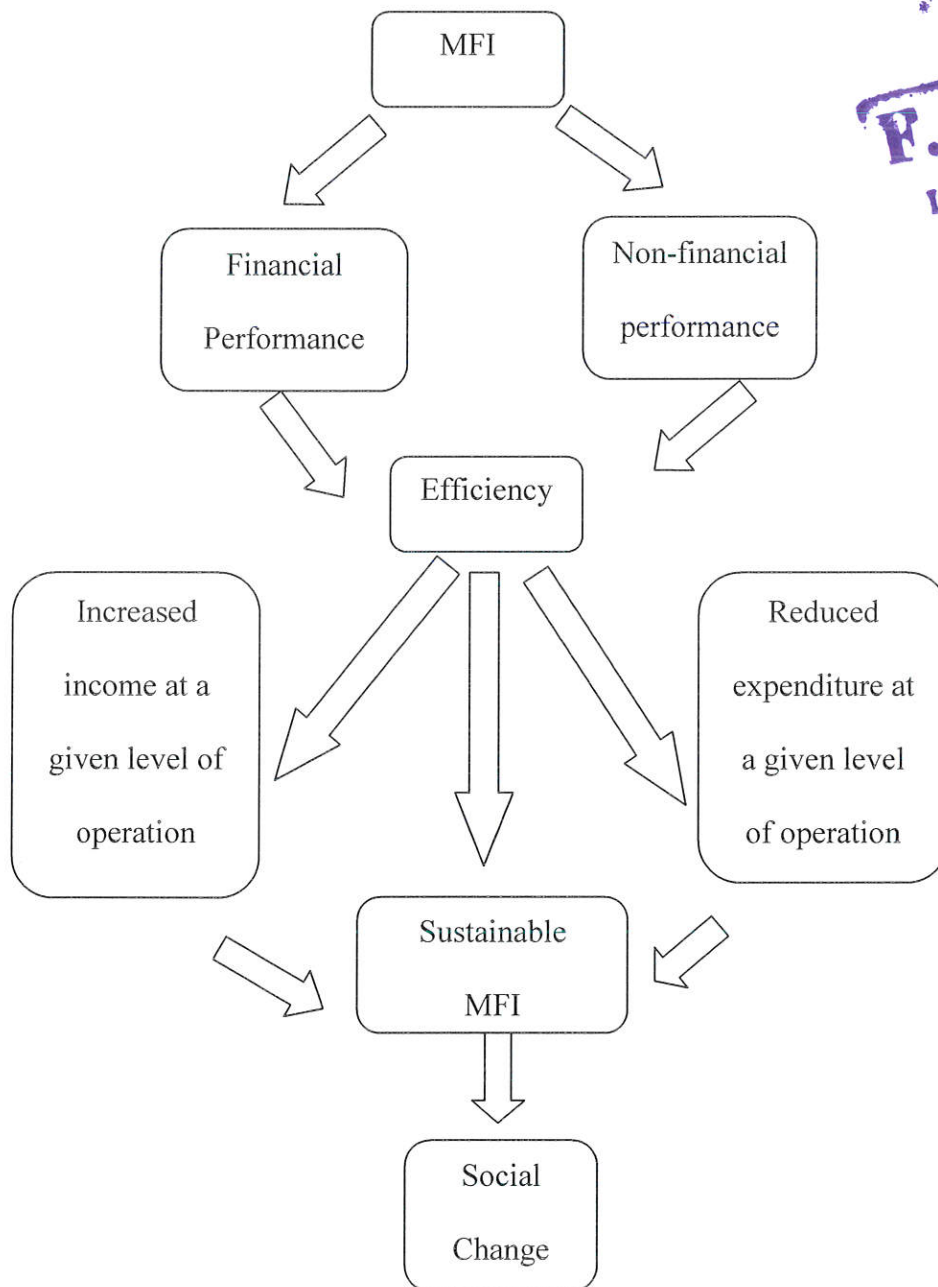 MFI
F.
Financial
Performance
Non-financial
performance
Efficiency
Increased
income at a
given level of
operation
Reduced
expenditure at
a given level
of operation
Sustainable
MFI
Social
Change